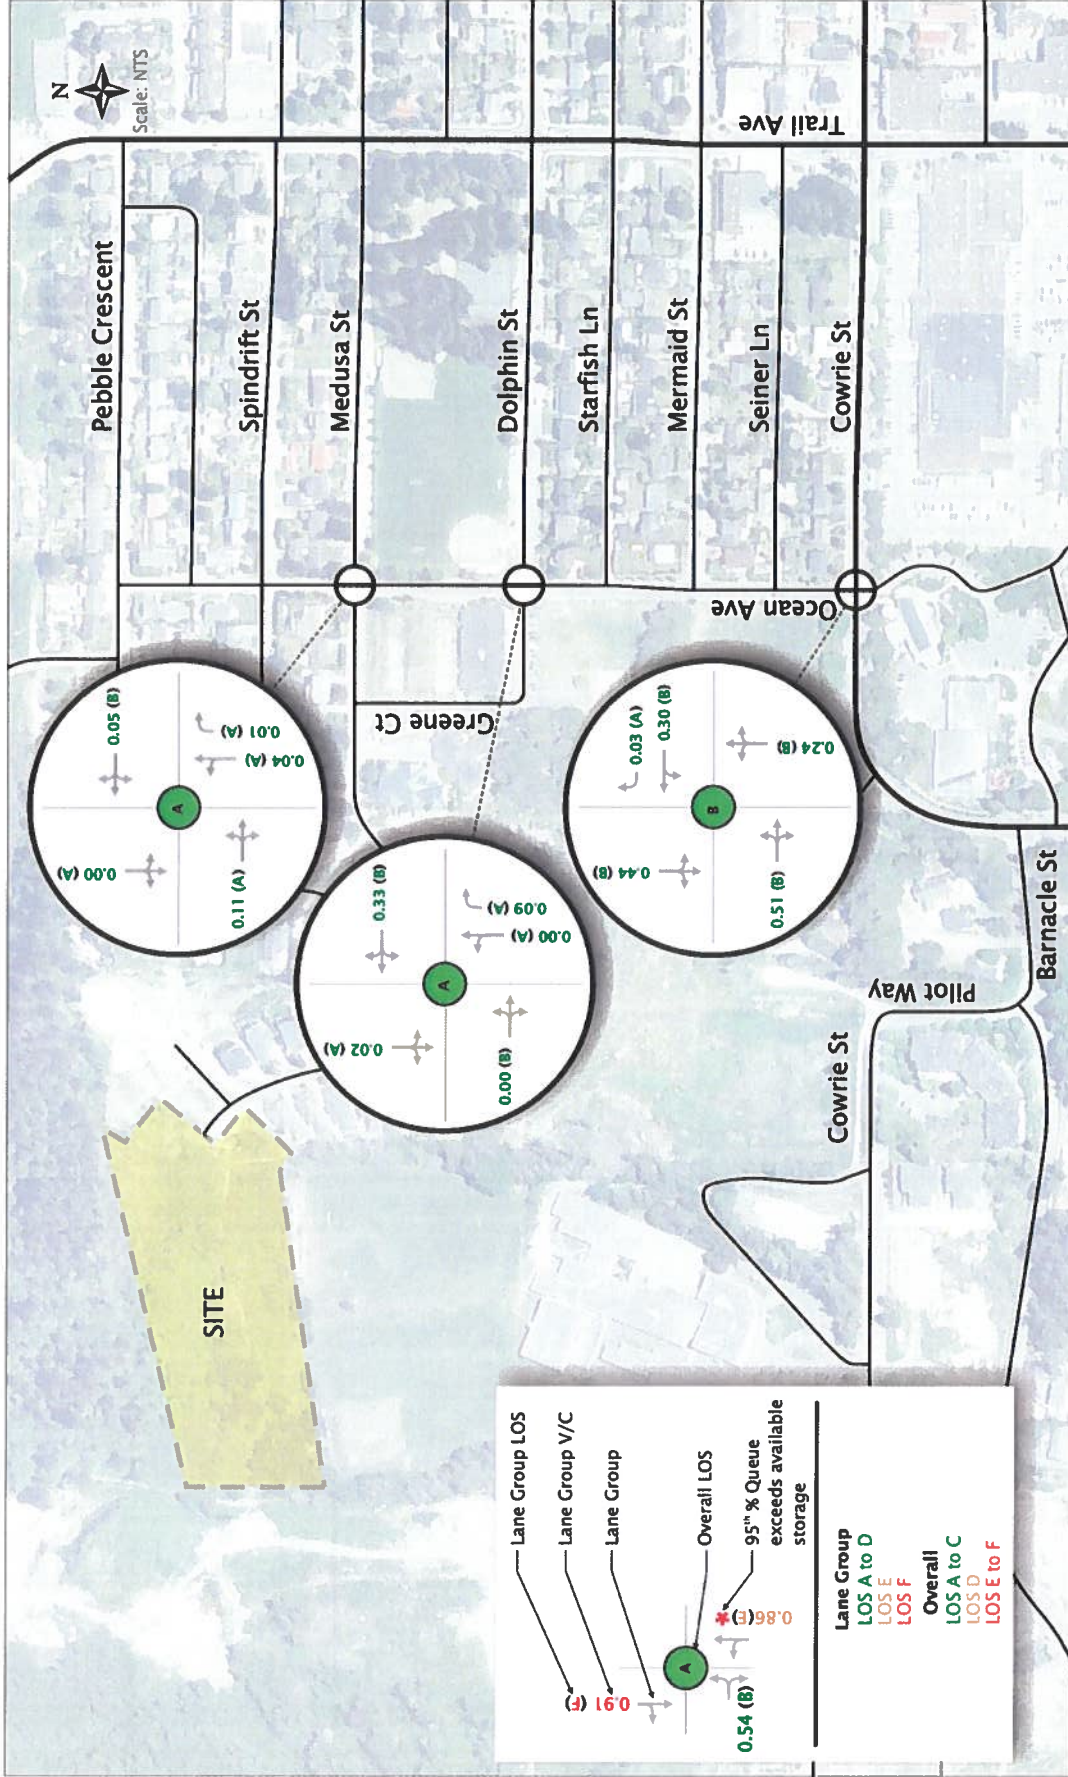 N
Scale: NTS
Pebble Crescent
Spindrift St
Medusa St
Dolphin St
Starfish Ln
Mermaid St
Seiner Ln
Cowrie St
Trail Ave
Ocean Ave
Greene Ct
Cowrie St
Pilot Way
Barnacle St
SITE
0.00 (A)
0.05 (B)
A
0.11 (A)
0.04 (A)
0.01 (A)
0.02 (A)
0.33 (B)
A
0.00 (B)
0.00 (A)
0.09 (A)
0.44 (B)
0.03 (A)
0.30 (B)
B
0.51 (B)
0.24 (B)
Lane Group LOS
Lane Group V/C
Lane Group
Overall LOS
95th % Queue
exceeds available
storage
0.91 (F)
A
0.54 (B)
0.86 (E) *
Lane Group
LOS A to D
LOS E
LOS F
Overall
LOS A to C
LOS D
LOS E to F